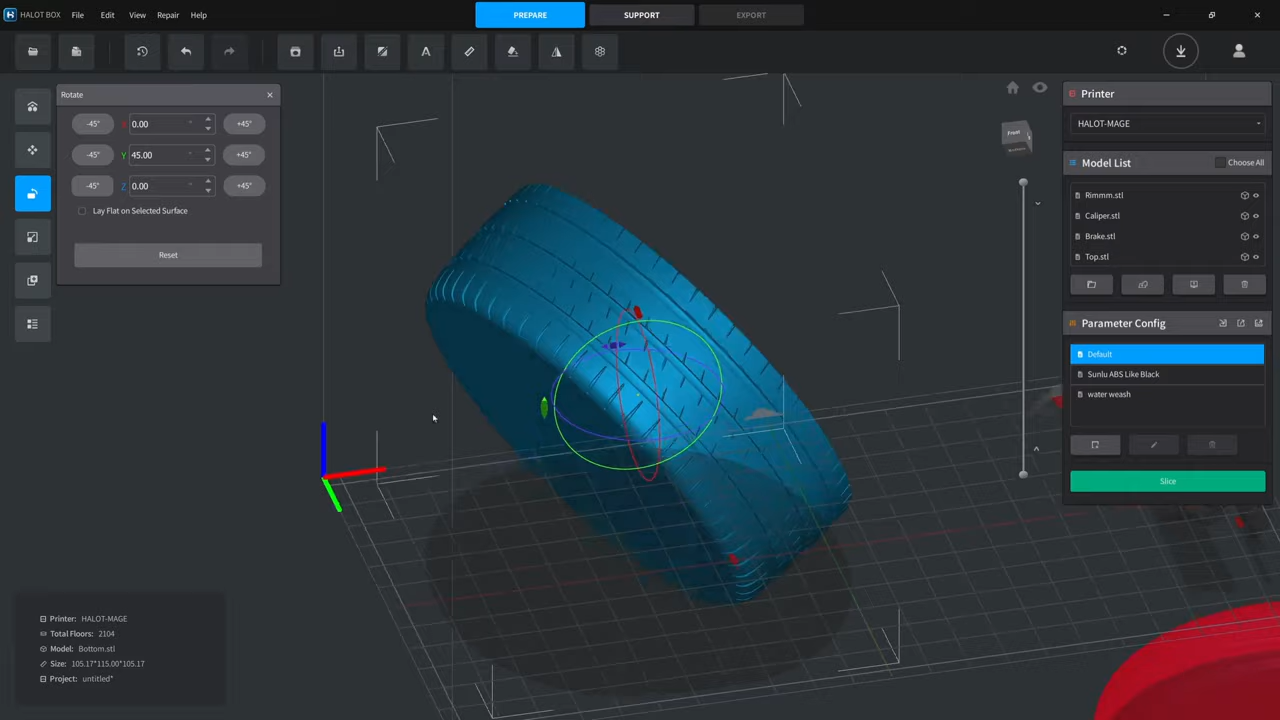 HALOT BOX File Edit View Repair Help PREPARE SUPPORT EXPORT
Rotate
-45° X 0.00 ° +45°
-45° Y 45.00 ° +45°
-45° Z 0.00 ° +45°
Lay Flat on Selected Surface
Reset
Front
Printer
HALOT-MAGE
Model List Choose All
Rimmm.stl
Caliper.stl
Brake.stl
Top.stl
Parameter Config
Default
Sunlu ABS Like Black
water weash
Slice
Printer: HALOT-MAGE
Total Floors: 2104
Model: Bottom.stl
Size: 105.17*115.00*105.17
Project: untitled*